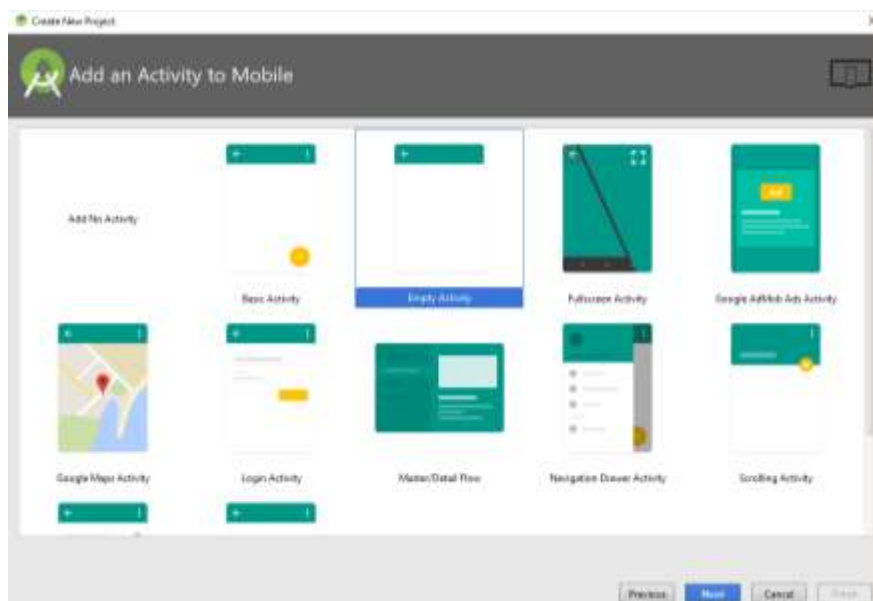 Create New Project
Add an Activity to Mobile
Add No Activity
Basic Activity
Empty Activity
Fullscreen Activity
Google AdMob Ads Activity
Ad
Google Maps Activity
Login Activity
Master/Detail Flow
Navigation Drawer Activity
Scrolling Activity
Previous
Next
Cancel
Finish